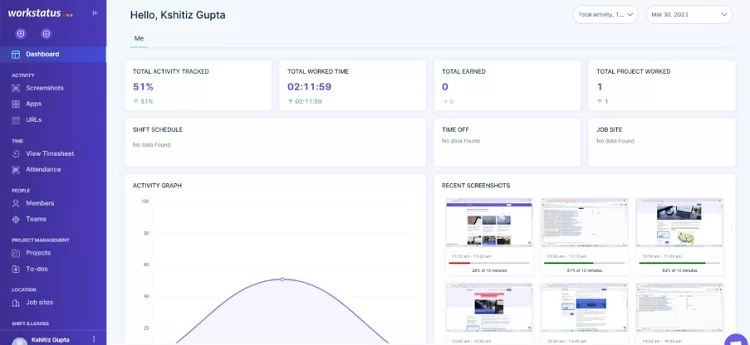 workstatus
Hello, Kshitiz Gupta
Total activity, T...
Mar 30, 2023
Me
Dashboard
ACTIVITY
Screenshots
Apps
URLs
TIME
View Timesheet
Attendance
PEOPLE
Members
Teams
PROJECT MANAGEMENT
Projects
To-dos
LOCATION
Job sites
SHIFT & LEAVES
Kshitiz Gupta
TOTAL ACTIVITY TRACKED
51%
↑ 51%
TOTAL WORKED TIME
02:11:59
↑ 02:11:59
TOTAL EARNED
0
→ 0
TOTAL PROJECT WORKED
1
↑ 1
SHIFT SCHEDULE
No data Found
TIME OFF
No data Found
JOB SITE
No data Found
ACTIVITY GRAPH
100
80
60
40
20
RECENT SCREENSHOTS
11:10 am - 11:20 am
28% of 10 minutes
11:00 am - 11:10 am
81% of 10 minutes
10:50 am - 11:00 am
82% of 10 minutes
10:40 am - 10:50 am
10:30 am - 10:40 am
10:20 am - 10:30 am